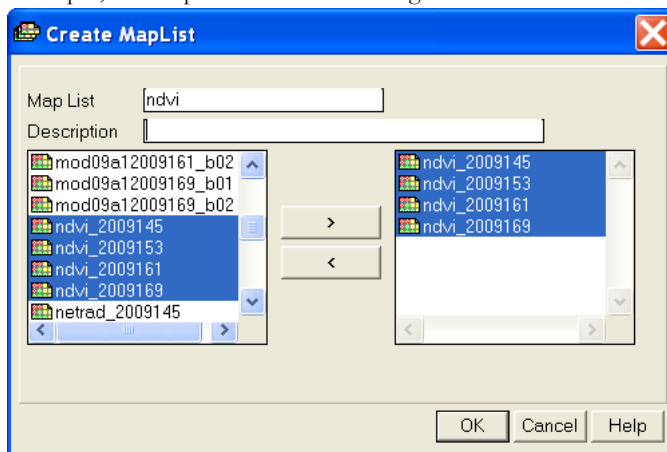 Create MapList
Map List ndvi
Description
mod09a12009161_b02
mod09a12009169_b01
mod09a12009169_b02
ndvi_2009145
ndvi_2009153
ndvi_2009161
ndvi_2009169
netrad_2009145
>
<
ndvi_2009145
ndvi_2009153
ndvi_2009161
ndvi_2009169
OK Cancel Help